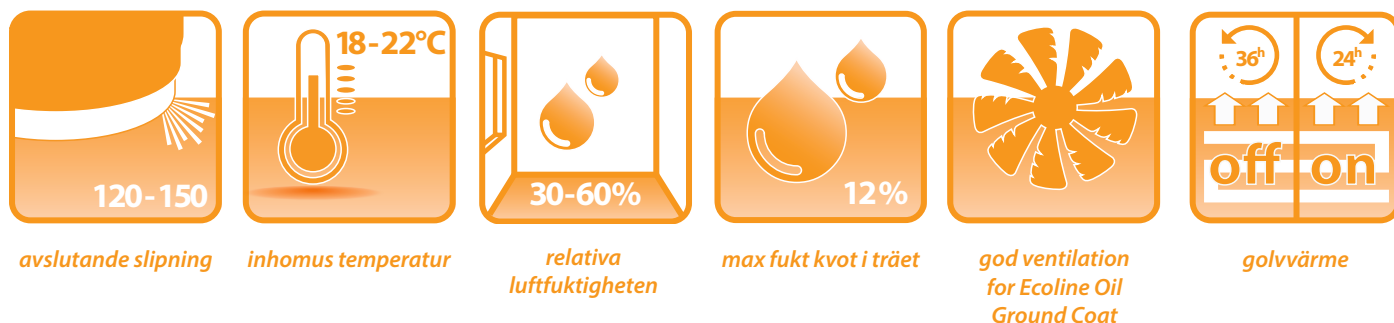 120-150
avslutande slipning
18-22°C
inhomus temperatur
30-60%
relativa
luftfuktigheten
12%
max fukt kvot i träet
god ventilation
for Ecoline Oil
Ground Coat
36h 24h
off on
golvvärme